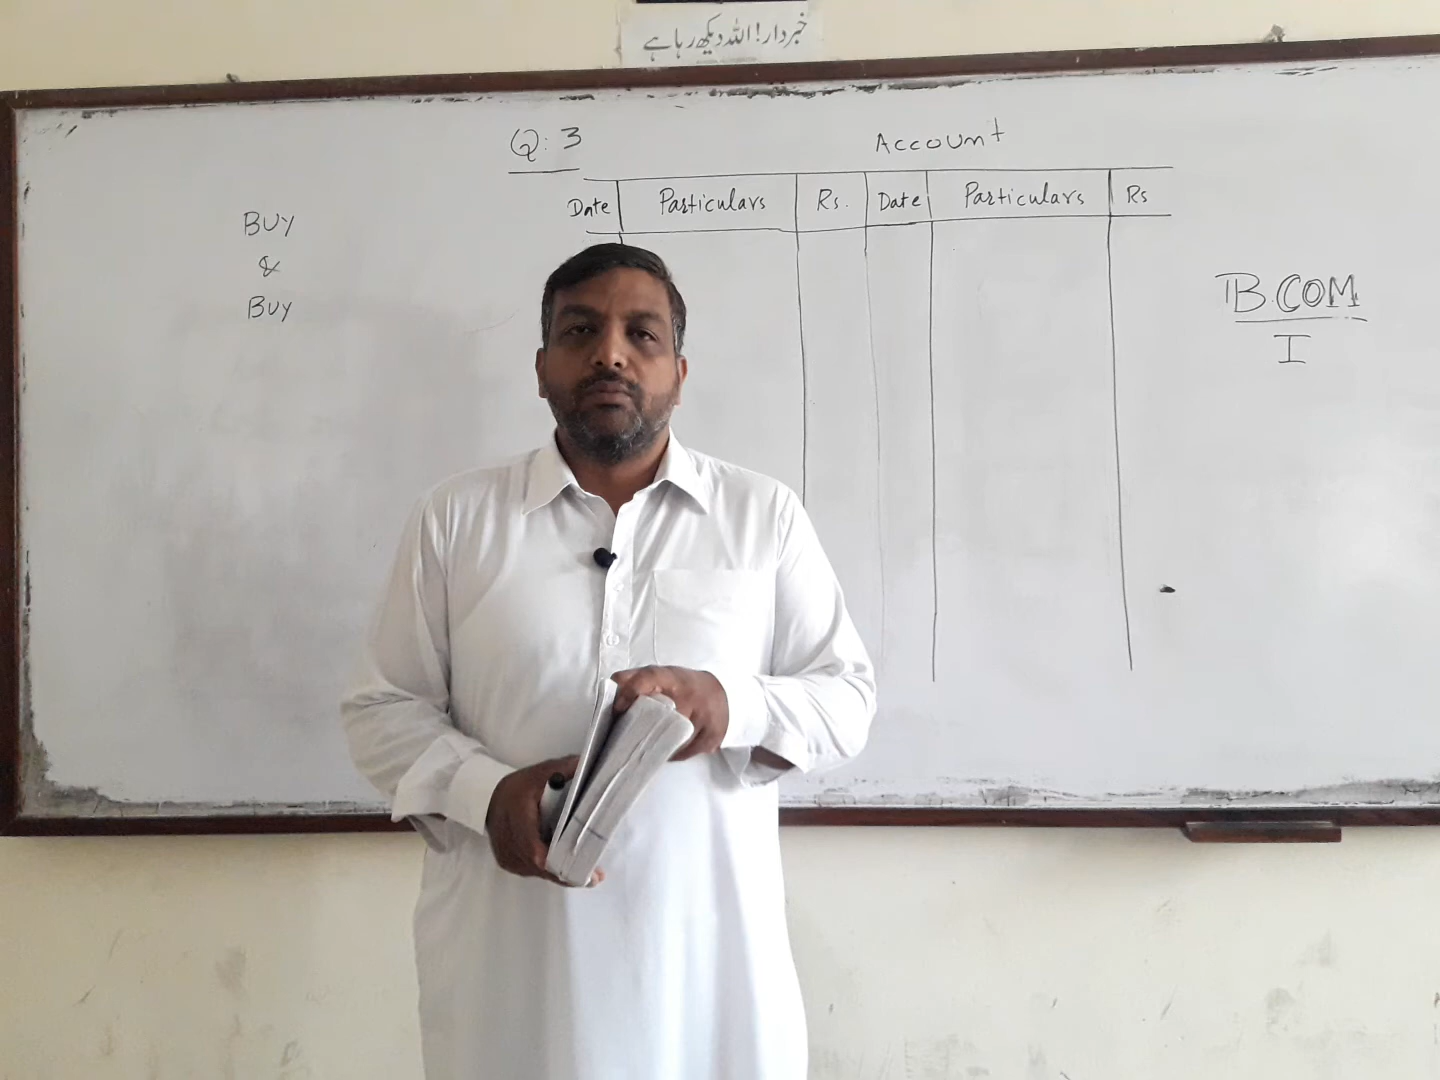 خبردار! اللہ دیکھ رہا ہے
Q: 3
Account
Date Particulars Rs. Date Particulars Rs
BUY
&
BUY
B.COM
I